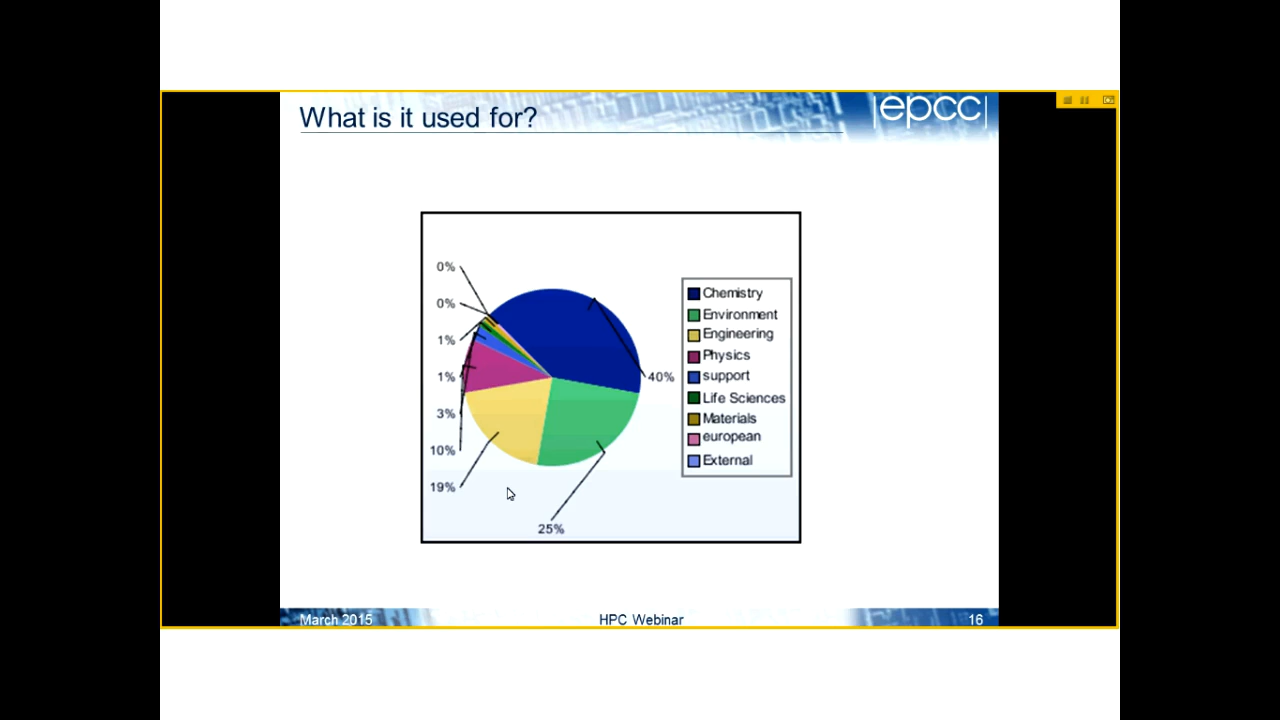 What is it used for?
|epcc|
0%
0%
1%
1%
3%
10%
19%
25%
40%
Chemistry
Environment
Engineering
Physics
support
Life Sciences
Materials
european
External
March 2015
HPC Webinar
16